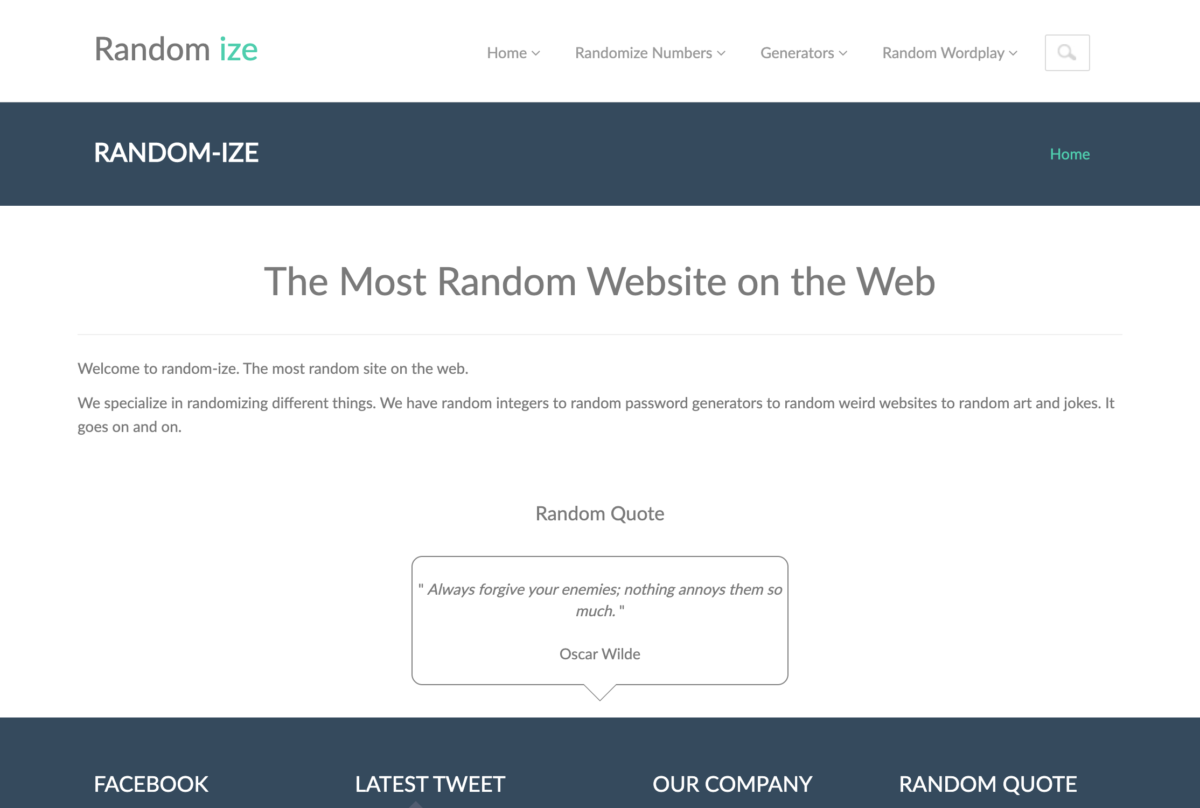 Random ize
Home Randomize Numbers Generators Random Wordplay
RANDOM-IZE
Home
The Most Random Website on the Web
Welcome to random-ize. The most random site on the web.
We specialize in randomizing different things. We have random integers to random password generators to random weird websites to random art and jokes. It
goes on and on.
Random Quote
" Always forgive your enemies; nothing annoys them so
much. "
Oscar Wilde
FACEBOOK LATEST TWEET OUR COMPANY RANDOM QUOTE